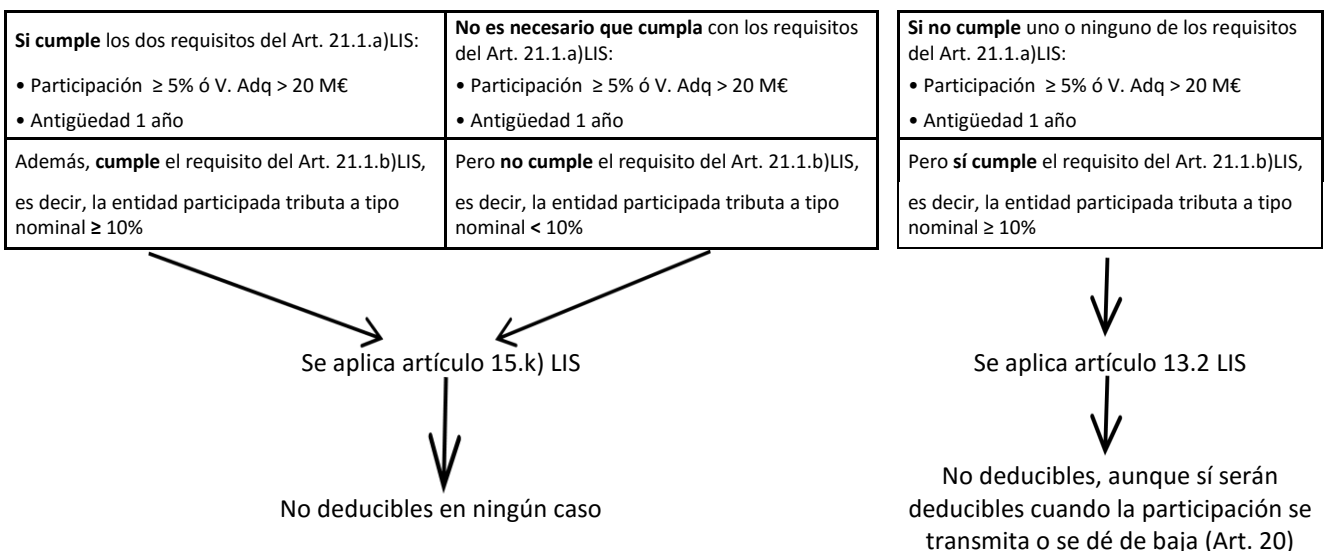 Si cumple los dos requisitos del Art. 21.1.a)LIS:
• Participación ≥ 5% ó V. Adq > 20 M€
• Antigüedad 1 año
No es necesario que cumpla con los requisitos
del Art. 21.1.a)LIS:
• Participación ≥ 5% ó V. Adq > 20 M€
• Antigüedad 1 año
Si no cumple uno o ninguno de los requisitos
del Art. 21.1.a)LIS:
• Participación ≥ 5% ó V. Adq > 20 M€
• Antigüedad 1 año
Además, cumple el requisito del Art. 21.1.b)LIS,
es decir, la entidad participada tributa a tipo
nominal ≥ 10%
Pero no cumple el requisito del Art. 21.1.b)LIS,
es decir, la entidad participada tributa a tipo
nominal < 10%
Pero sí cumple el requisito del Art. 21.1.b)LIS,
es decir, la entidad participada tributa a tipo
nominal ≥ 10%
Se aplica artículo 15.k) LIS
Se aplica artículo 13.2 LIS
No deducibles en ningún caso
No deducibles, aunque sí serán
deducibles cuando la participación se
transmita o se dé de baja (Art. 20)